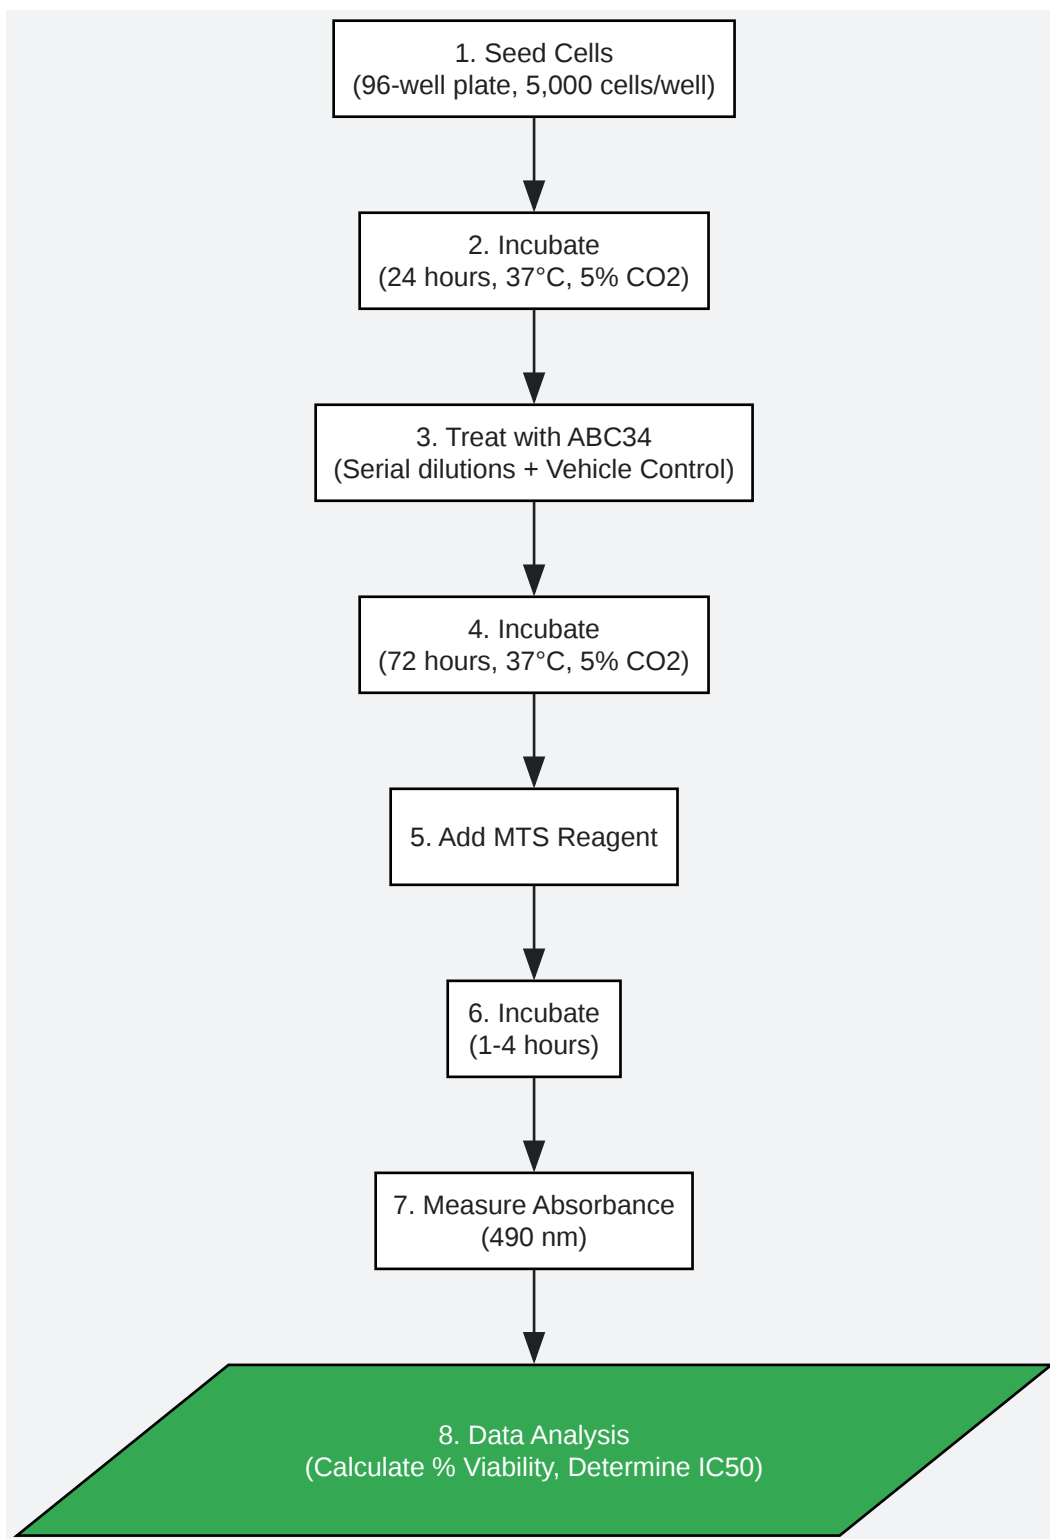 1. Seed Cells
(96-well plate, 5,000 cells/well)
2. Incubate
(24 hours, 37°C, 5% CO2)
3. Treat with ABC34
(Serial dilutions + Vehicle Control)
4. Incubate
(72 hours, 37°C, 5% CO2)
5. Add MTS Reagent
6. Incubate
(1-4 hours)
7. Measure Absorbance
(490 nm)
8. Data Analysis
(Calculate % Viability, Determine IC50)